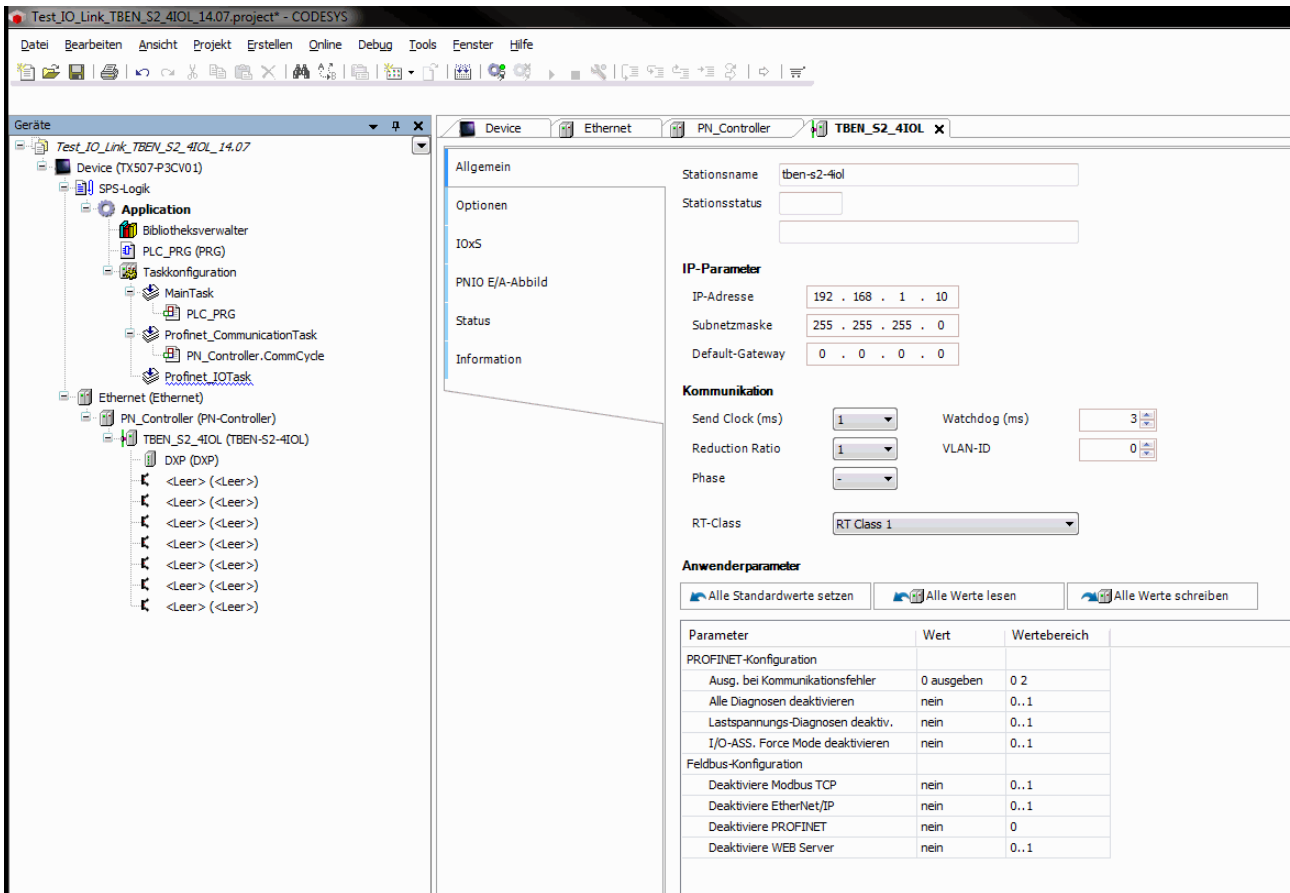 Test_IO_Link_TBEN_S2_4IOL_14.07.project* - CODESYS
Datei Bearbeiten Ansicht Projekt Erstellen Online Debug Tools Fenster Hilfe
Geräte
Test_IO_Link_TBEN_S2_4IOL_14.07
Device (TX507-P3CV01)
SPS-Logik
Application
Bibliotheksverwalter
PLC_PRG (PRG)
Taskkonfiguration
MainTask
PLC_PRG
Profinet_CommunicationTask
PN_Controller.CommCycle
Profinet_IOTask
Ethernet (Ethernet)
PN_Controller (PN-Controller)
TBEN_S2_4IOL (TBEN-S2-4IOL)
DXP (DXP)
<Leer> (<Leer>)
<Leer> (<Leer>)
<Leer> (<Leer>)
<Leer> (<Leer>)
<Leer> (<Leer>)
<Leer> (<Leer>)
<Leer> (<Leer>)
Device Ethernet PN_Controller TBEN_S2_4IOL
Allgemein
Optionen
IOxS
PNIO E/A-Abbild
Status
Information
Stationsname tben-s2-4iol
Stationsstatus
IP-Parameter
IP-Adresse 192 . 168 . 1 . 10
Subnetzmaske 255 . 255 . 255 . 0
Default-Gateway 0 . 0 . 0 . 0
Kommunikation
Send Clock (ms) 1 Watchdog (ms) 3
Reduction Ratio 1 VLAN-ID 0
Phase -
RT-Class RT Class 1
Anwenderparameter
Alle Standardwerte setzen Alle Werte lesen Alle Werte schreiben
Parameter Wert Wertebereich
PROFINET-Konfiguration
Ausg. bei Kommunikationsfehler 0 ausgeben 0 2
Alle Diagnosen deaktivieren nein 0..1
Lastspannungs-Diagnosen deaktiv. nein 0..1
I/O-ASS. Force Mode deaktivieren nein 0..1
Feldbus-Konfiguration
Deaktiviere Modbus TCP nein 0..1
Deaktiviere EtherNet/IP nein 0..1
Deaktiviere PROFINET nein 0
Deaktiviere WEB Server nein 0..1